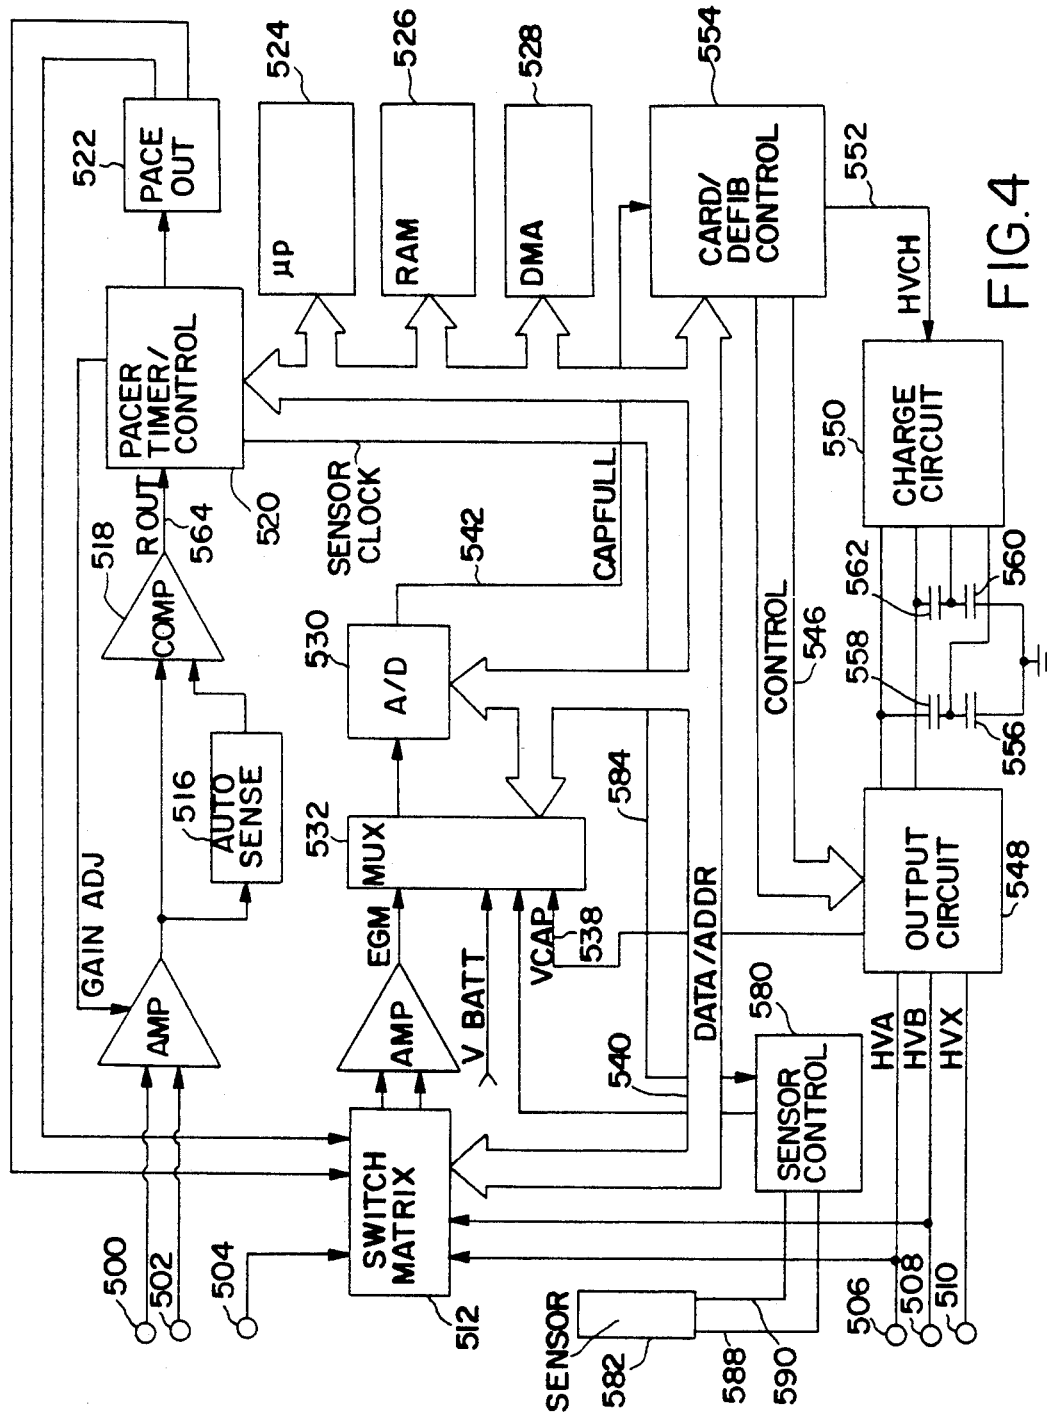 522
PACE
OUT
524
μP
526
RAM
528
DMA
554
CARD/
DEFIB
CONTROL
552
HVCH
FIG.4
GAIN ADJ
PACER
TIMER/
CONTROL
520
R OUT
564
518
COMP
516
AUTO
SENSE
AMP
500
502
504
SENSOR
CLOCK
542
CAPFULL
530
A/D
532
MUX
EGM
AMP
V BATT
VCAP
538
584
540
DATA/ADDR
SWITCH
MATRIX
512
CONTROL
546
550
CHARGE
CIRCUIT
562
560
558
556
OUTPUT
CIRCUIT
548
HVA
HVB
HVX
580
SENSOR
CONTROL
SENSOR
582
588
590
506
508
510